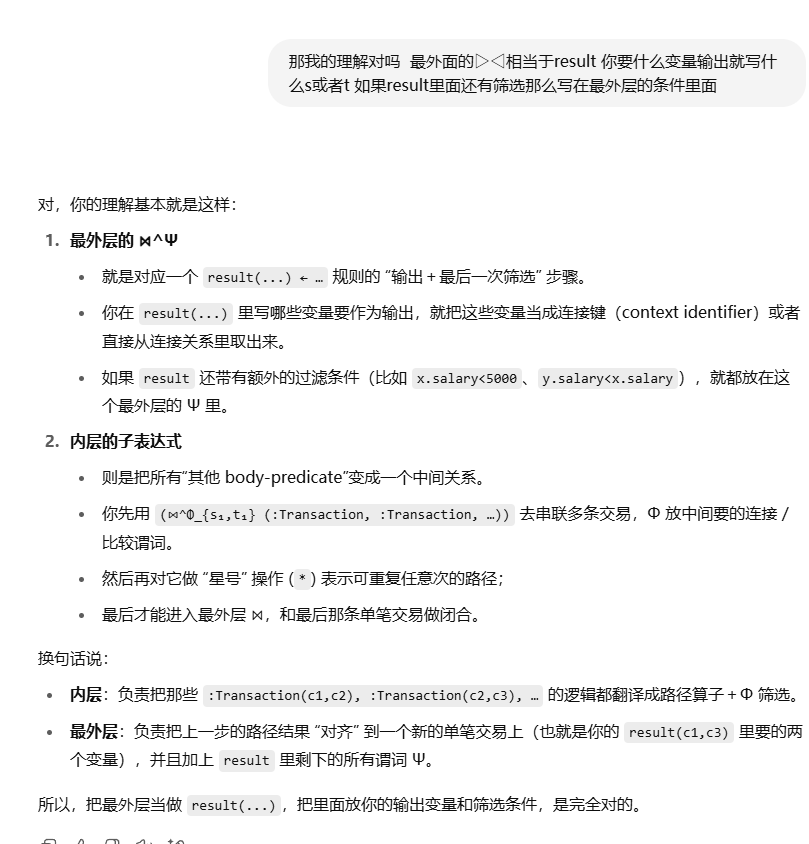 那我的理解对吗 最外面的▷◁相当于result 你要什么变量输出就写什
么s或者t 如果result里面还有筛选那么写在最外层的条件里面
对，你的理解基本就是这样：
1. 最外层的 ⋈^Ψ
• 就是对应一个 result(...) ← … 规则的 “输出 + 最后一次筛选” 步骤。
• 你在 result(...) 里写哪些变量要作为输出，就把这些变量当成连接键（context identifier）或者
直接从连接关系里取出来。
• 如果 result 还带有额外的过滤条件（比如 x.salary<5000、 y.salary<x.salary），就都放在这
个最外层的 Ψ 里。
2. 内层的子表达式
• 则是把所有“其他 body‑predicate”变成一个中间关系。
• 你先用 (⋈^Φ_{s₁,t₁} (:Transaction, :Transaction, …)) 去串联多条交易，Φ 放中间要的连接 /
比较谓词。
• 然后再对它做 “星号” 操作 (*) 表示可重复任意次的路径；
• 最后才能进入最外层 ⋈，和最后那条单笔交易做闭合。
换句话说：
• 内层：负责把那些 :Transaction(c1,c2), :Transaction(c2,c3), … 的逻辑都翻译成路径算子 + Φ 筛选。
• 最外层：负责把上一步的路径结果 “对齐” 到一个新的单笔交易上（也就是你的 result(c1,c3) 里要的两
个变量），并且加上 result 里剩下的所有谓词 Ψ。
所以，把最外层当做 result(...)，把里面放你的输出变量和筛选条件，是完全对的。